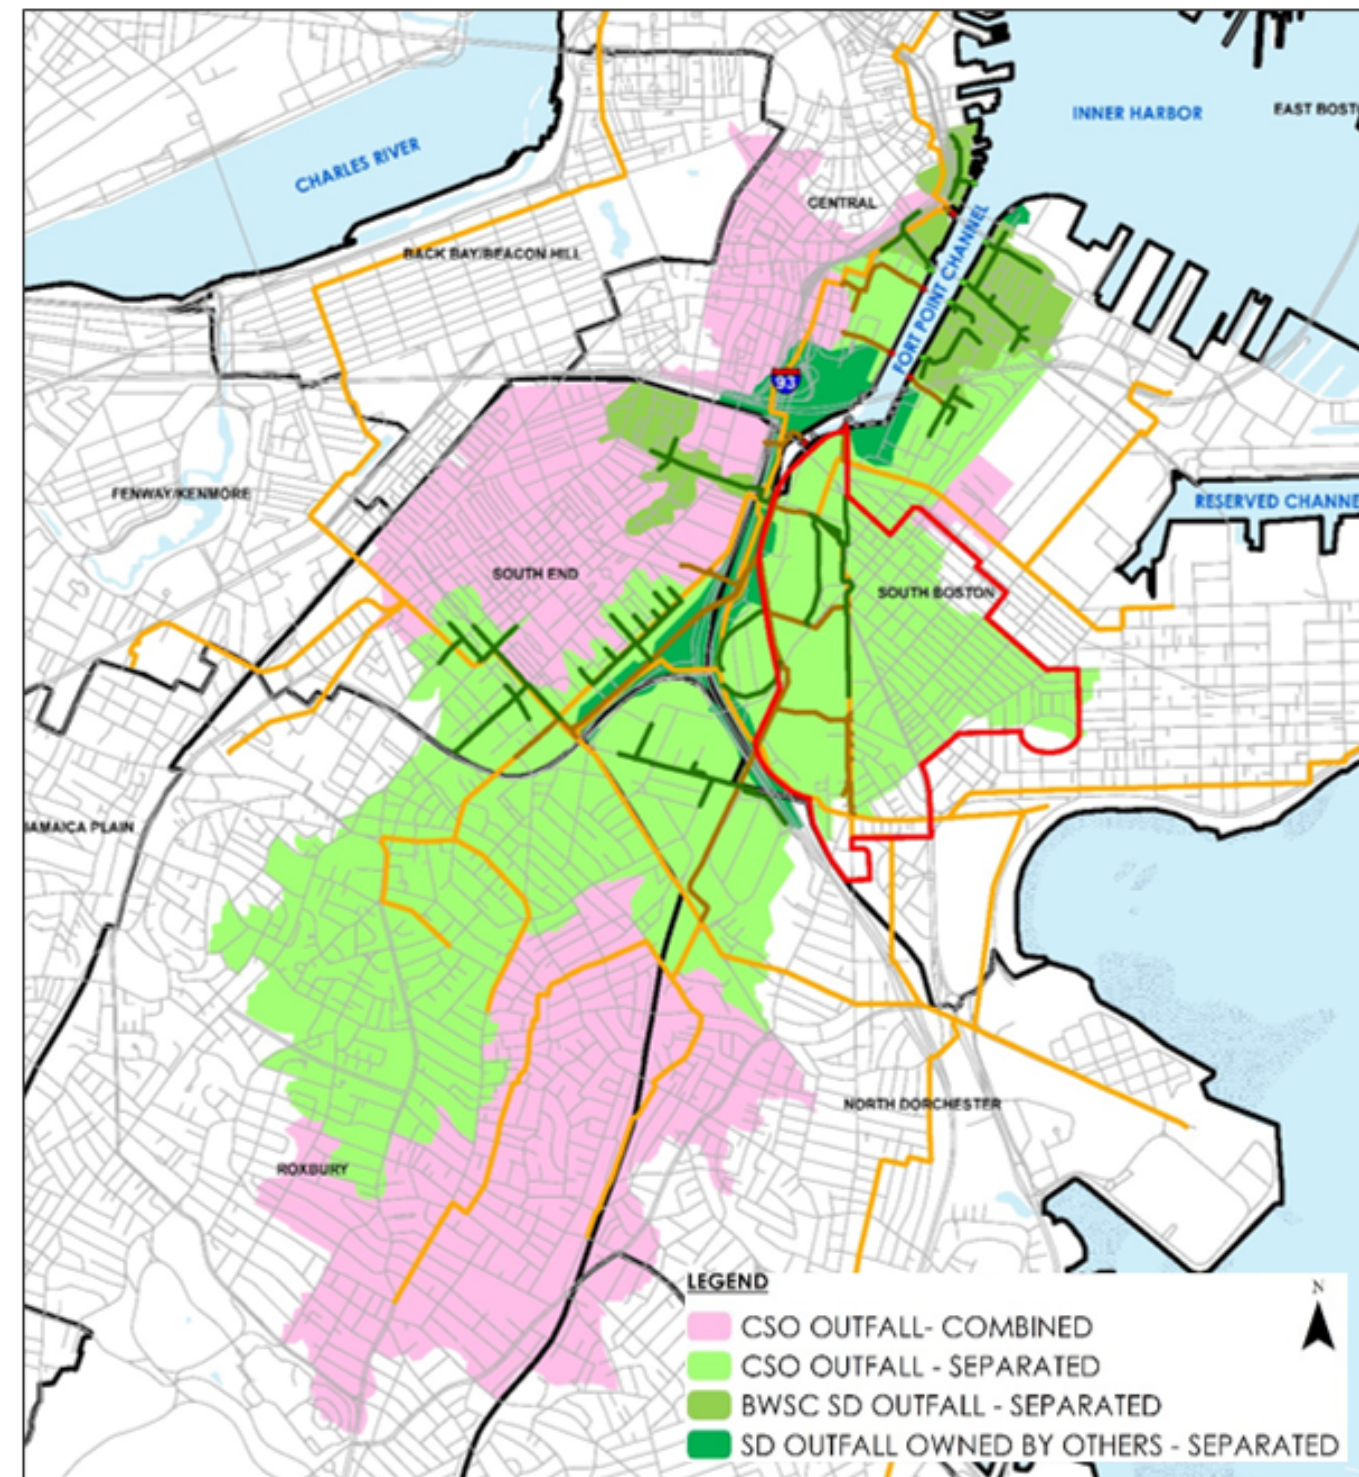 INNER HARBOR
EAST BOST
CHARLES RIVER
CENTRAL
BACK BAY/BEACON HILL
FORT POINT CHANNEL
93
FENWAY/KENMORE
RESERVED CHANNE
SOUTH END
SOUTH BOSTON
JAMAICA PLAIN
NORTH DORCHESTER
ROXBURY
LEGEND
N
CSO OUTFALL- COMBINED
CSO OUTFALL - SEPARATED
BWSC SD OUTFALL - SEPARATED
SD OUTFALL OWNED BY OTHERS - SEPARATED